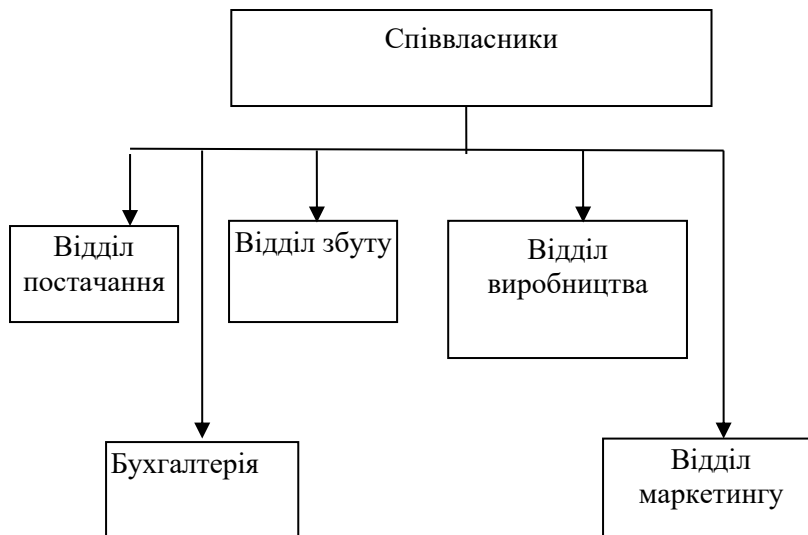 Співвласники
Відділ
постачання
Відділ збуту
Відділ
виробництва
Бухгалтерія
Відділ
маркетингу